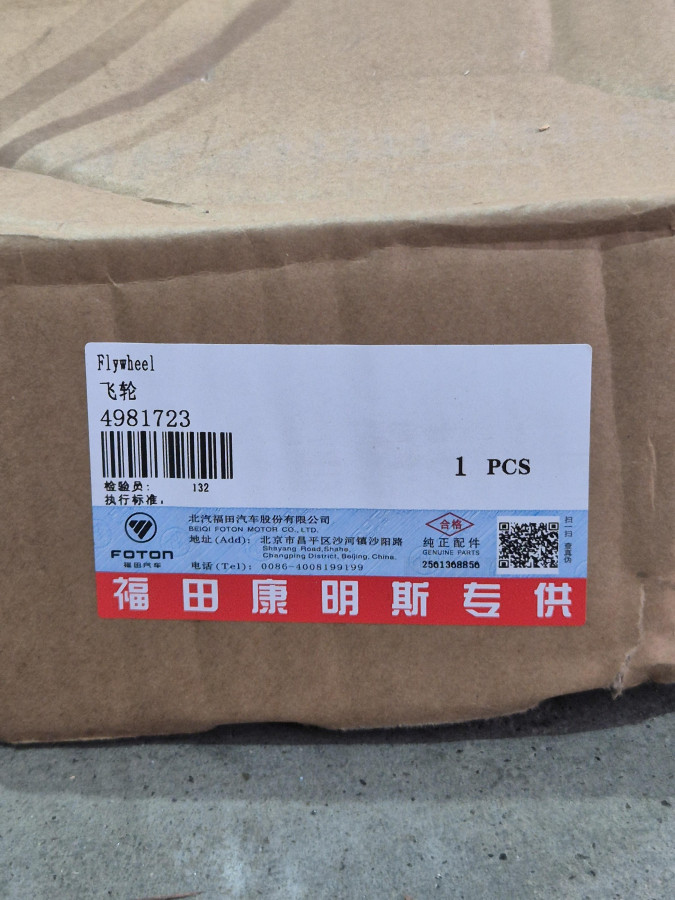 Flywheel
飞轮
4981723
1 PCS
检验员: 132
执行标准.
FOTON
福田汽车
北汽福田汽车股份有限公司
BEIQI FOTON MOTOR CO.,LTD.
地址(Add): 北京市昌平区沙河镇沙阳路
Shayang Road,Shahe,
Changping District, Beijing, China.
电话(Tel): 0086-4008199199
合格
纯正配件
GENUINE PARTS
2561368856
扫一扫 查真伪
福田康明斯专供